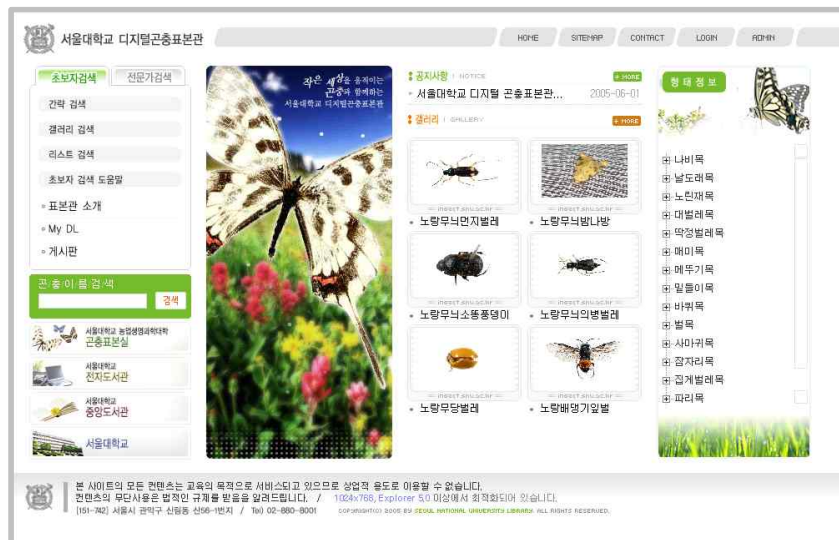 서울대학교 디지털곤충표본관
HOME SITEMAP CONTACT LOGIN ADMIN
초보자검색 전문가검색
간략 검색
갤러리 검색
리스트 검색
초보자 검색 도움말
표본관 소개
My DL
게시판
곤충이름검색
검색
서울대학교 농업생명과학대학
곤충표본실
서울대학교
전자도서관
서울대학교
중앙도서관
서울대학교
작은 세상을 움직이는
곤충과 함께하는
서울대학교 디지털곤충표본관
공지사항 | NOTICE + MORE
서울대학교 디지털 곤충표본관... 2005-06-01
갤러리 | GALLERY + MORE
노랑무늬먼지벌레 노랑무늬밤나방
노랑무늬소똥풍뎅이 노랑무늬의병벌레
노랑무당벌레 노랑배댕기잎벌
형태정보
나비목
날도래목
노린재목
대벌레목
딱정벌레목
매미목
메뚜기목
밑들이목
바퀴목
벌목
사마귀목
잠자리목
집게벌레목
파리목
본 사이트의 모든 컨텐츠는 교육의 목적으로 서비스되고 있으므로 상업적 용도로 이용할 수 없습니다.
컨텐츠의 무단사용은 법적인 규제를 받음을 알려드립니다. / 1024x768, Explorer 5.0 이상에서 최적화되어 있습니다.
[151-742] 서울시 관악구 신림동 산56-1번지 / Tel) 02-880-8001 COPYRIGHT(C) 2005 BY SEOUL NATIONAL UNIVERSITY LIBRARY. ALL RIGHTS RESERVED.